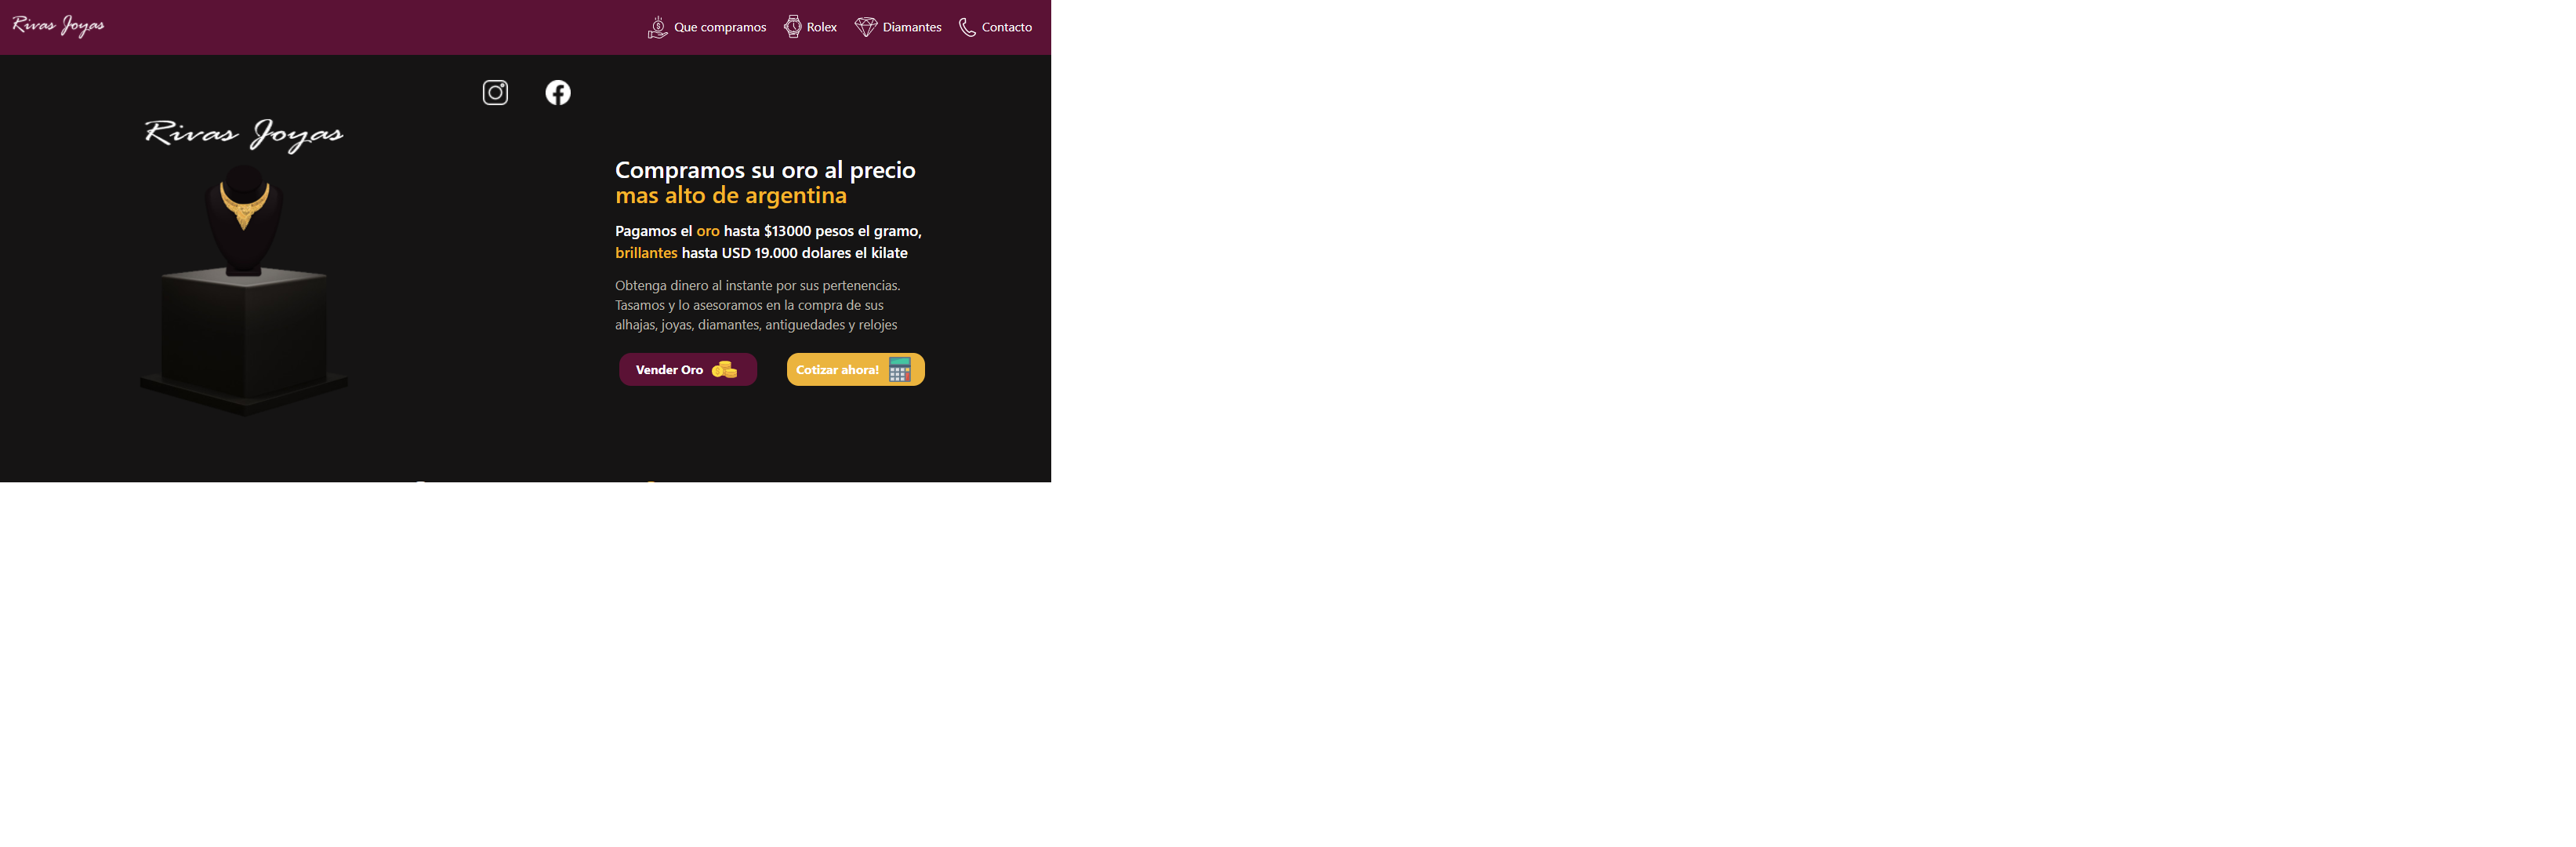 Rivas Joyas
Que compramos
Rolex
Diamantes
Contacto
Rivas Joyas
Compramos su oro al precio
mas alto de argentina
Pagamos el oro hasta $13000 pesos el gramo,
brillantes hasta USD 19.000 dolares el kilate
Obtenga dinero al instante por sus pertenencias.
Tasamos y lo asesoramos en la compra de sus
alhajas, joyas, diamantes, antiguedades y relojes
Vender Oro
Cotizar ahora!